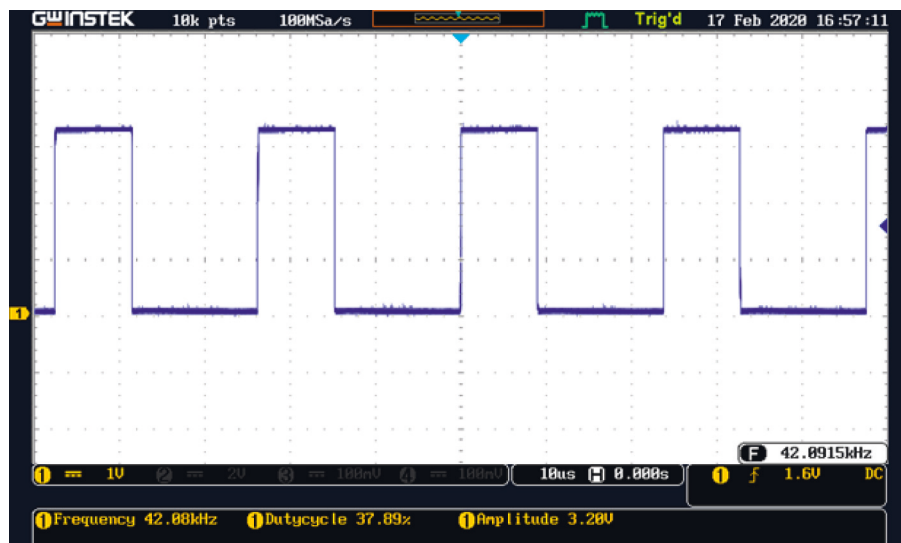 GWINSTEK 10k pts 100MSa/s Trig'd 17 Feb 2020 16:57:11
1
F 42.0915kHz
1 1V 2 2V 3 100mV 4 100mV 10us H 0.000s 1 1.6V DC
1 Frequency 42.08kHz 1 Dutycycle 37.89% 1 Amplitude 3.20V